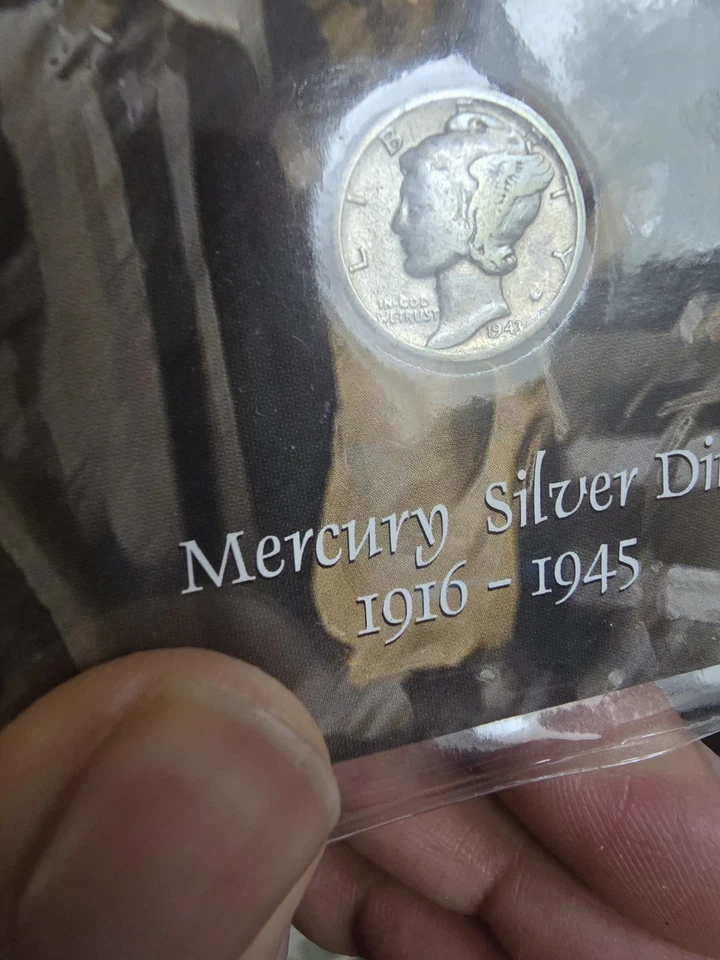 LIBERTY
IN·GOD
WE TRUST
1943
Mercury Silver Di
1916 - 1945